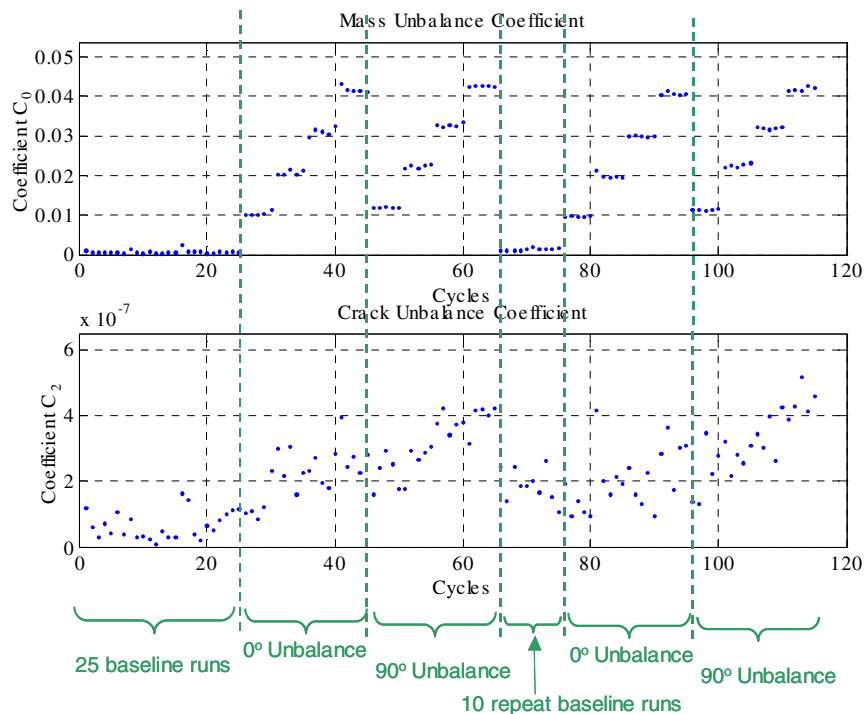 Mass Unbalance Coefficient
0.05
0.04
0.03
0.02
0.01
0
Coefficient C0
0 20 40 60 80 100 120
Cycles
x 10-7
Crack Unbalance Coefficient
6
4
2
0
Coefficient C2
0 20 40 60 80 100 120
Cycles
25 baseline runs
0º Unbalance
90º Unbalance
10 repeat baseline runs
0º Unbalance
90º Unbalance